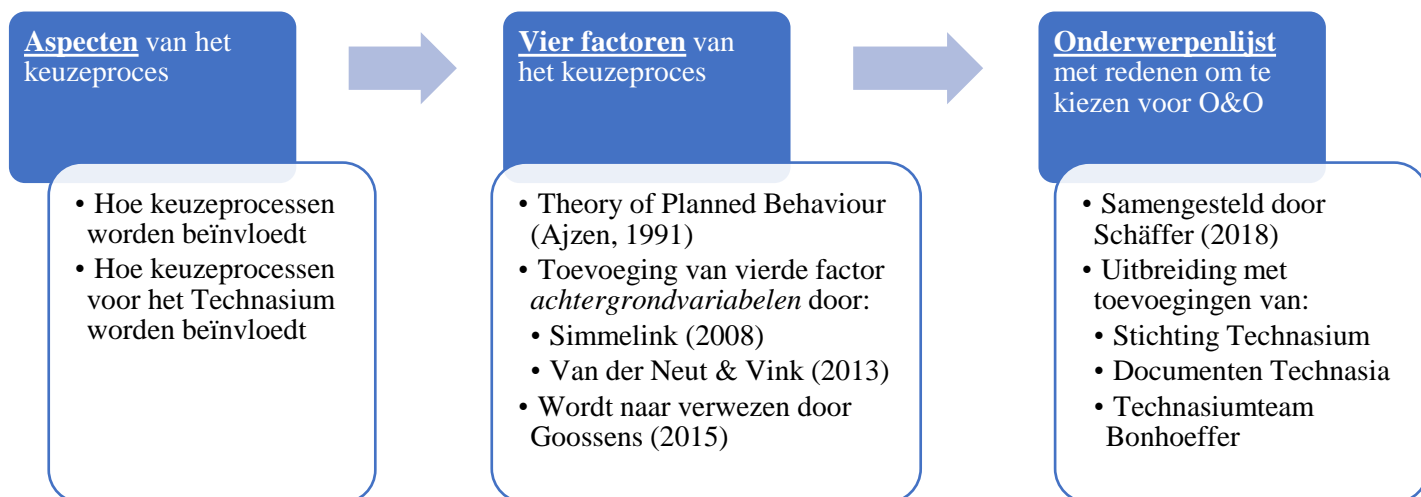 Aspecten van het
keuzeproces
• Hoe keuzeprocessen
worden beïnvloedt
• Hoe keuzeprocessen
voor het Technasium
worden beïnvloedt
Vier factoren van
het keuzeproces
• Theory of Planned Behaviour
(Ajzen, 1991)
• Toevoeging van vierde factor
achtergrondvariabelen door:
• Simmelink (2008)
• Van der Neut & Vink (2013)
• Wordt naar verwezen door
Goossens (2015)
Onderwerpenlijst
met redenen om te
kiezen voor O&O
• Samengesteld door
Schäffer (2018)
• Uitbreiding met
toevoegingen van:
• Stichting Technasium
• Documenten Technasia
• Technasiumteam
Bonhoeffer